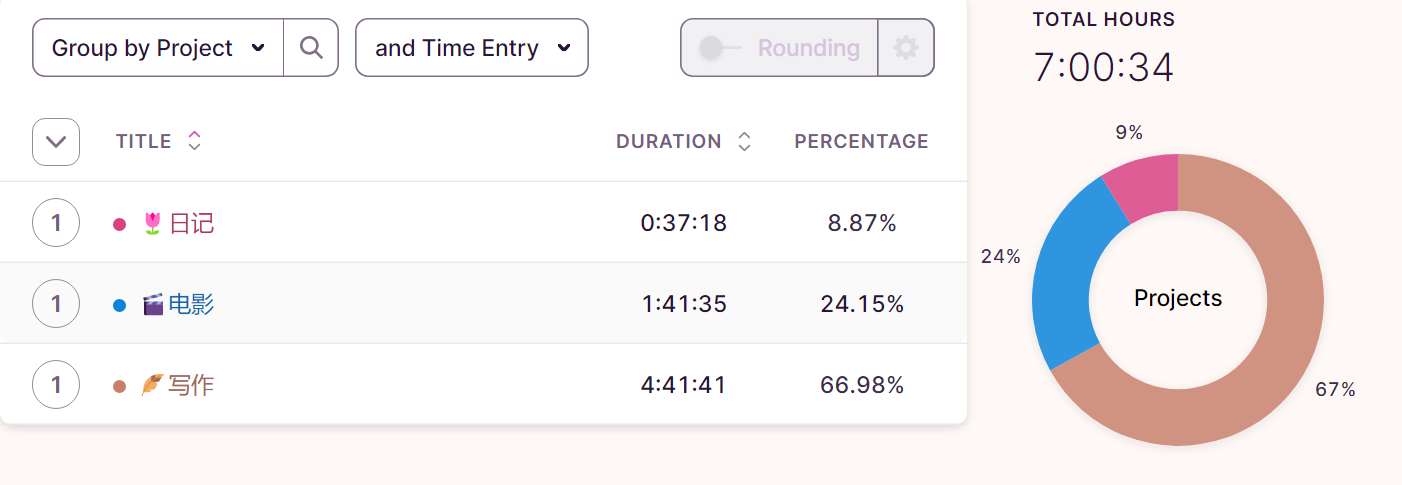 Group by Project
and Time Entry
Rounding
TITLE DURATION PERCENTAGE
1 🌷日记 0:37:18 8.87%
1 🎬电影 1:41:35 24.15%
1 🪶写作 4:41:41 66.98%
TOTAL HOURS
7:00:34
9%
24%
Projects
67%